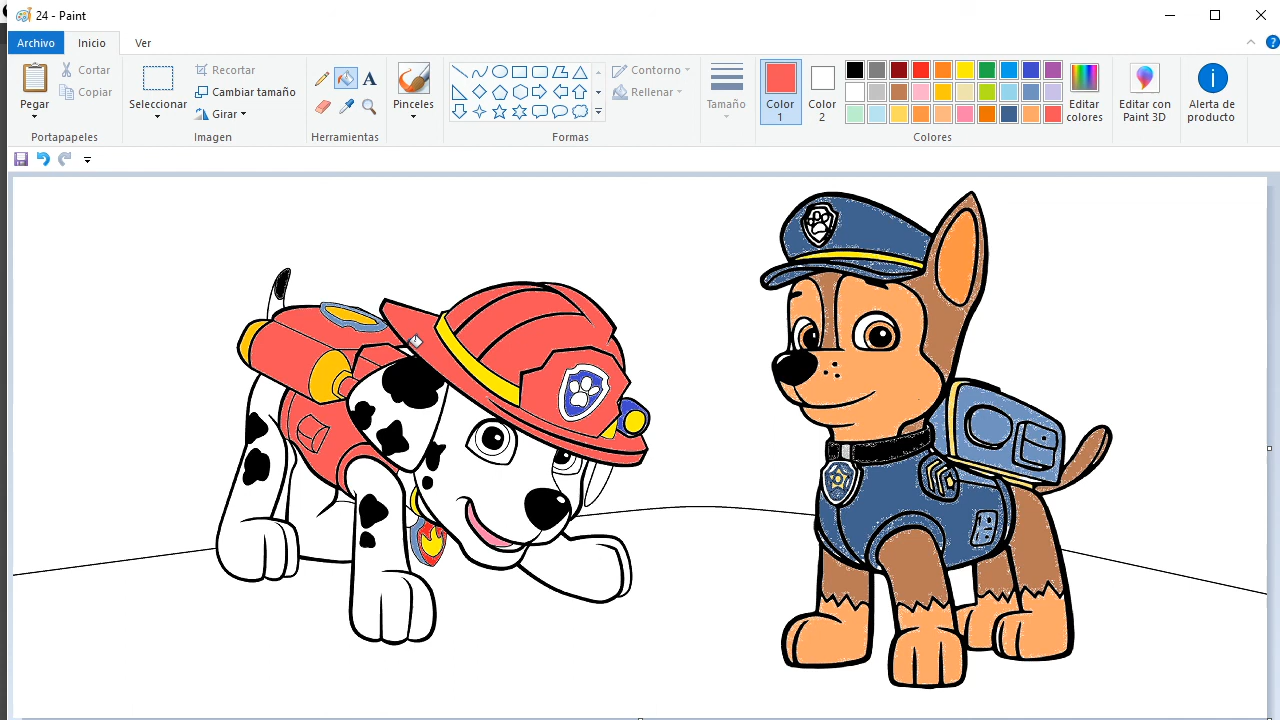 24 - Paint
Archivo Inicio Ver
Pegar
Cortar
Copiar
Portapapeles
Seleccionar
Recortar
Cambiar tamaño
Girar
Imagen
A
Herramientas
Pinceles
Contorno
Rellenar
Formas
Tamaño
Color
1
Color
2
Editar
colores
Colores
Editar con
Paint 3D
Alerta de
producto